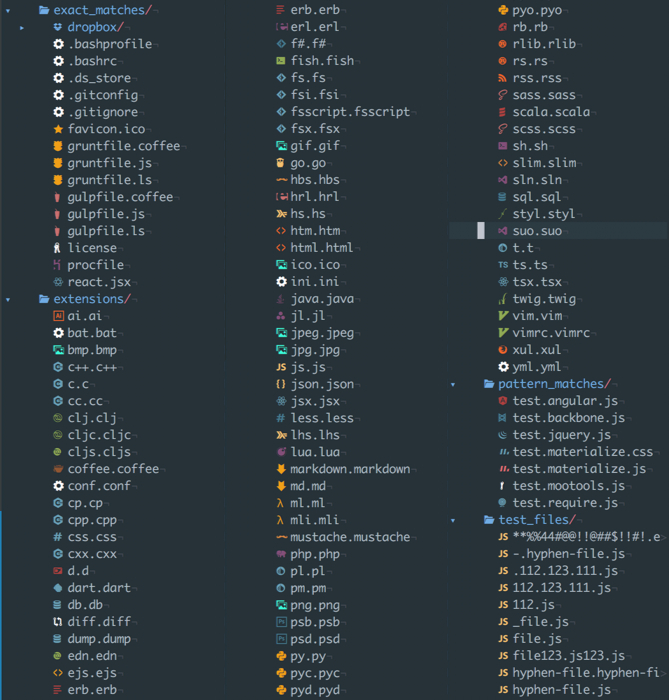 exact_matches/
dropbox/
.bashprofile
.bashrc
.ds_store
.gitconfig
.gitignore
favicon.ico
gruntfile.coffee
gruntfile.js
gruntfile.ls
gulpfile.coffee
gulpfile.js
gulpfile.ls
license
procfile
react.jsx
extensions/
ai.ai
bat.bat
bmp.bmp
c++.c++
c.c
cc.cc
clj.clj
cljc.cljc
cljs.cljs
coffee.coffee
conf.conf
cp.cp
cpp.cpp
css.css
cxx.cxx
d.d
dart.dart
db.db
diff.diff
dump.dump
edn.edn
ejs.ejs
erb.erb
erb.erb
erl.erl
f#.f#
fish.fish
fs.fs
fsi.fsi
fsscript.fsscript
fsx.fsx
gif.gif
go.go
hbs.hbs
hrl.hrl
hs.hs
htm.htm
html.html
ico.ico
ini.ini
java.java
jl.jl
jpeg.jpeg
jpg.jpg
JS js.js
json.json
jsx.jsx
less.less
lhs.lhs
lua.lua
markdown.markdown
md.md
λ ml.ml
λ mli.mli
mustache.mustache
php.php
pl.pl
pm.pm
png.png
psb.psb
psd.psd
py.py
pyc.pyc
pyd.pyd
pyo.pyo
rb.rb
rlib.rlib
rs.rs
rss.rss
sass.sass
scala.scala
scss.scss
sh.sh
slim.slim
sln.sln
sql.sql
styl.styl
suo.suo
t.t
TS ts.ts
tsx.tsx
twig.twig
vim.vim
vimrc.vimrc
xul.xul
yml.yml
pattern_matches/
test.angular.js
test.backbone.js
test.jquery.js
test.materialize.css
test.materialize.js
test.mootools.js
test.require.js
test_files/
JS **%%44#@@!!@##$!!#!.e>
JS -.hyphen-file.js
JS .112.123.111.js
JS 112.123.111.js
JS 112.js
JS _file.js
JS file.js
JS file123.js123.js
JS hyphen-file.hyphen-fi>
JS hyphen-file.js